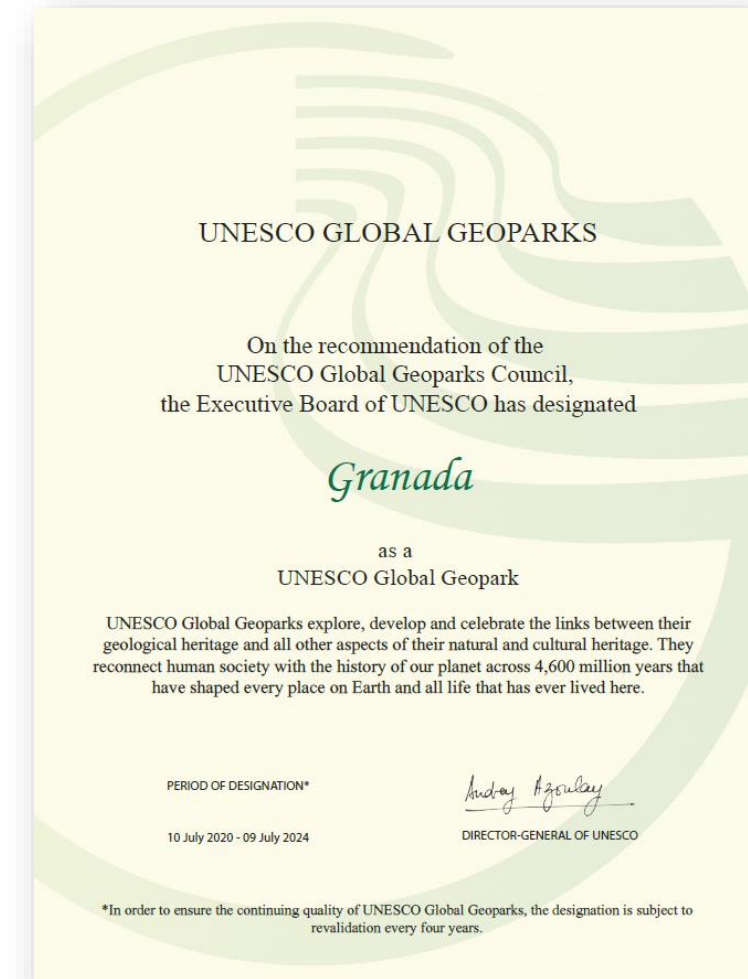 UNESCO GLOBAL GEOPARKS
On the recommendation of the
UNESCO Global Geoparks Council,
the Executive Board of UNESCO has designated
Granada
as a
UNESCO Global Geopark
UNESCO Global Geoparks explore, develop and celebrate the links between their
geological heritage and all other aspects of their natural and cultural heritage. They
reconnect human society with the history of our planet across 4,600 million years that
have shaped every place on Earth and all life that has ever lived here.
PERIOD OF DESIGNATION*
10 July 2020 - 09 July 2024
Audrey Azoulay
DIRECTOR-GENERAL OF UNESCO
*In order to ensure the continuing quality of UNESCO Global Geoparks, the designation is subject to
revalidation every four years.